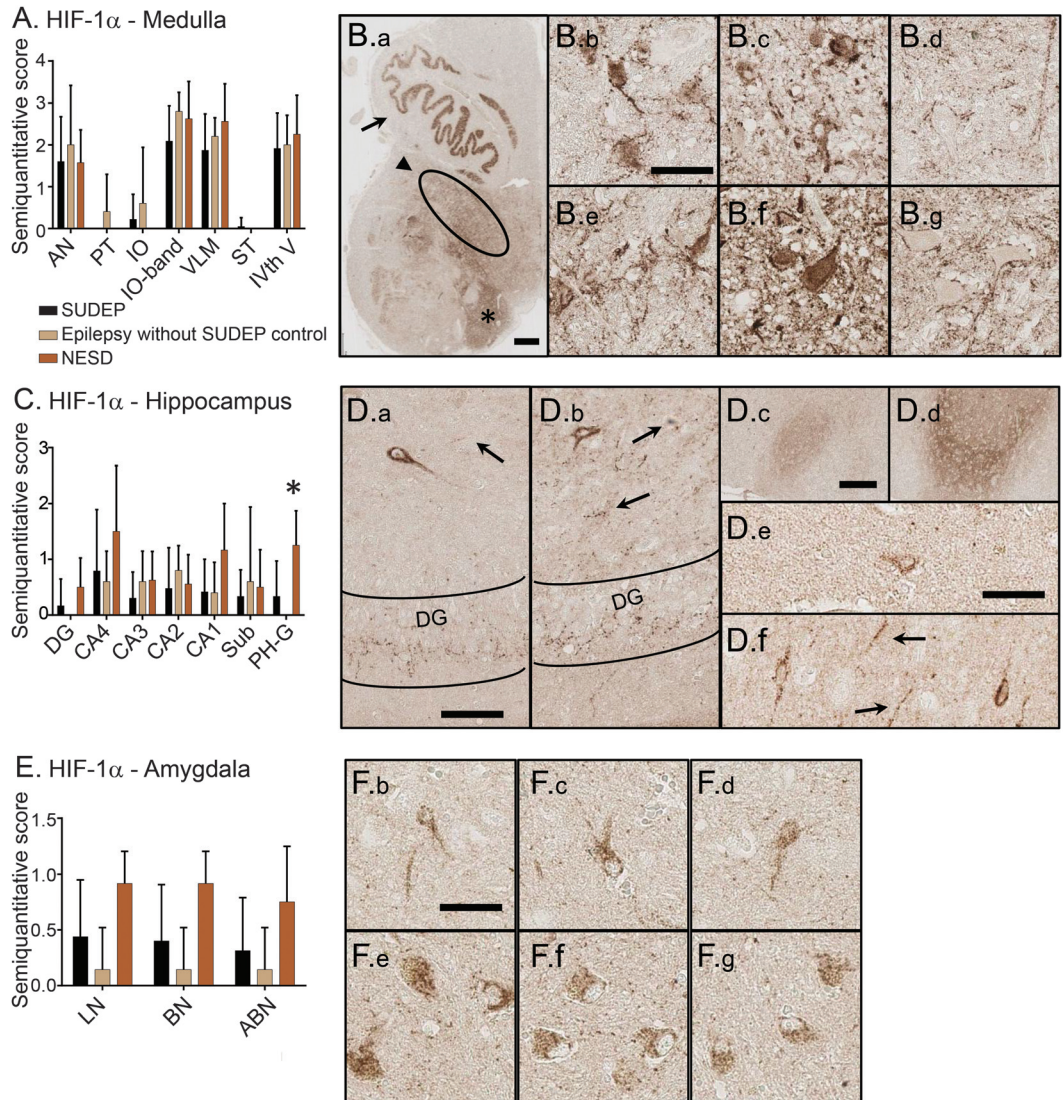 A. HIF-1α - Medulla
Semiquantitative score
4
3
2
1
0
AN
PT
IO
IO-band
VLM
ST
IVth V
SUDEP
Epilepsy without SUDEP control
NESD
B.a
*
B.b
B.c
B.d
B.e
B.f
B.g
C. HIF-1α - Hippocampus
Semiquantitative score
3
2
1
0
*
DG
CA4
CA3
CA2
CA1
Sub
PH-G
D.a
DG
D.b
DG
D.c
D.d
D.e
D.f
E. HIF-1α - Amygdala
Semiquantitative score
1.5
1.0
0.5
0.0
LN
BN
ABN
F.b
F.c
F.d
F.e
F.f
F.g